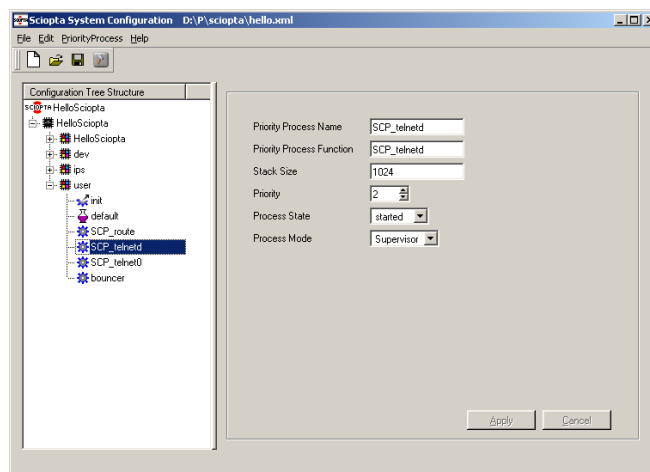 Sciopta System Configuration D:\P\sciopta\hello.xml
File Edit PriorityProcess Help
Configuration Tree Structure
SCIOPTA HelloSciopta
HelloSciopta
HelloSciopta
dev
ips
user
init
default
SCP_route
SCP_telnetd
SCP_telnet0
bouncer
Priority Process Name SCP_telnetd
Priority Process Function SCP_telnetd
Stack Size 1024
Priority 2
Process State started
Process Mode Supervisor
Apply Cancel